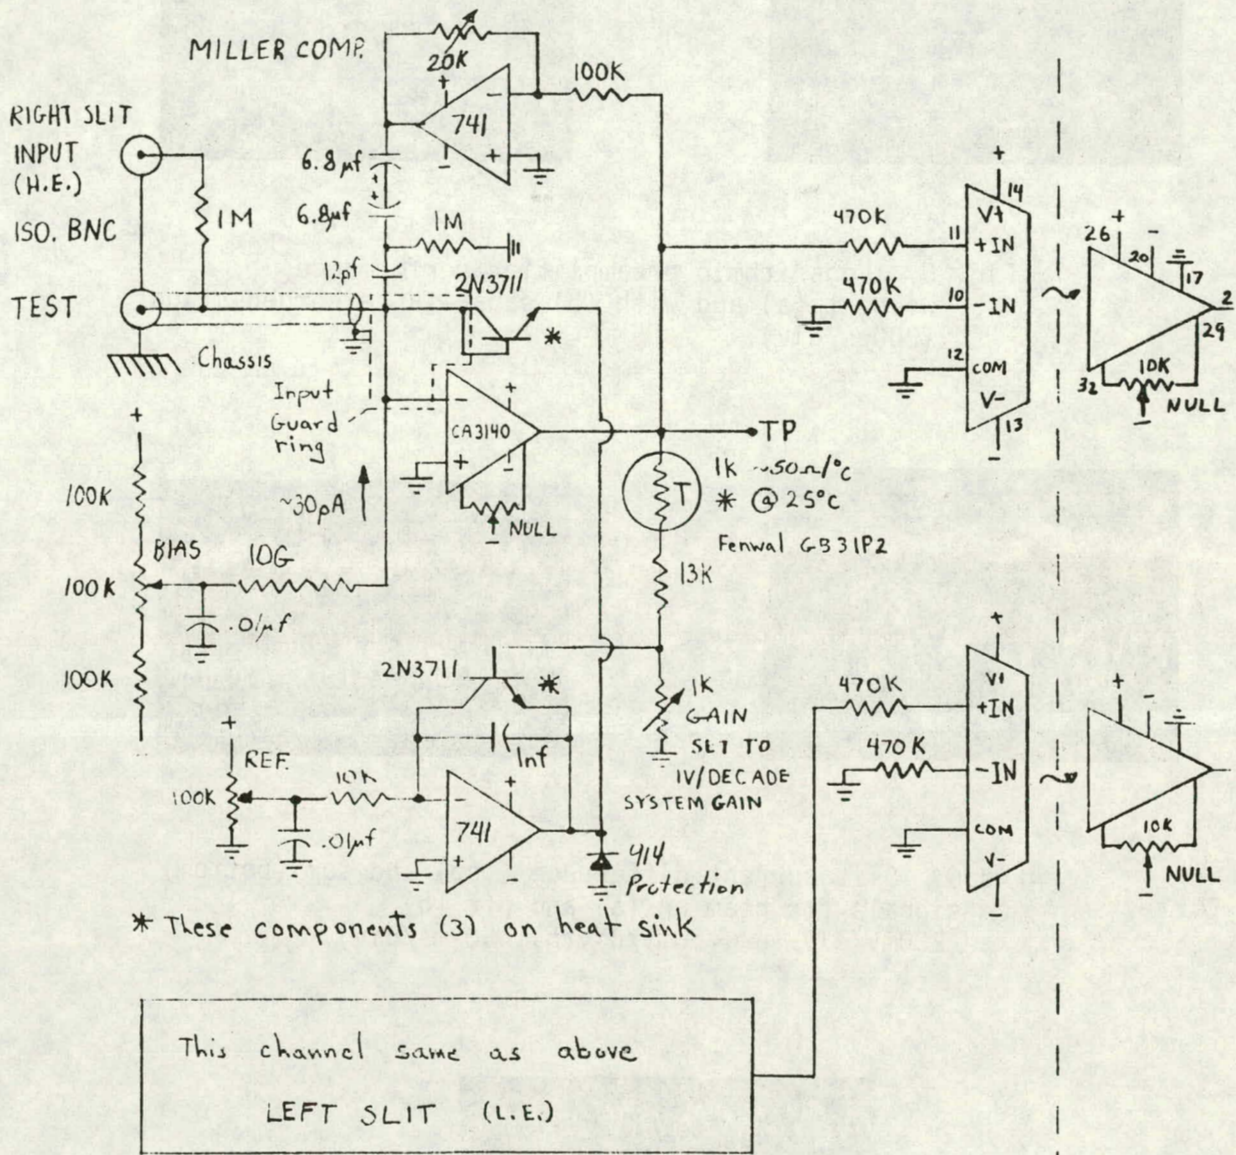 MILLER COMP.
20K
100K
RIGHT SLIT
INPUT
(H.E.)
ISO. BNC
1M
+
741
-
+
-
6.8µf
+
+
6.8µf
1M
12pf
2N3711
*
TEST
Chassis
Input
Guard
ring
~30pA
-
CA3140
+
+
-
NULL
-
TP
1K ~50Ω/°C
T
* @ 25°C
Fenwal GB31P2
13K
1K
GAIN
SET TO
1V/DECADE
SYSTEM GAIN
470K
11
+IN
470K
10
-IN
12
COM
V+
14
+
V-
13
-
26
+
20
-
17
2
29
32
10K
NULL
-
+
100K
BIAS
100K
10G
.01µf
100K
-
2N3711
*
1nf
+
REF.
100K
10K
.01µf
-
741
+
+
-
914
Protection
470K
+
V+
+IN
470K
-IN
COM
V-
-
+
-
10K
NULL
-
* These components (3) on heat sink
This channel same as above
LEFT SLIT (L.E.)